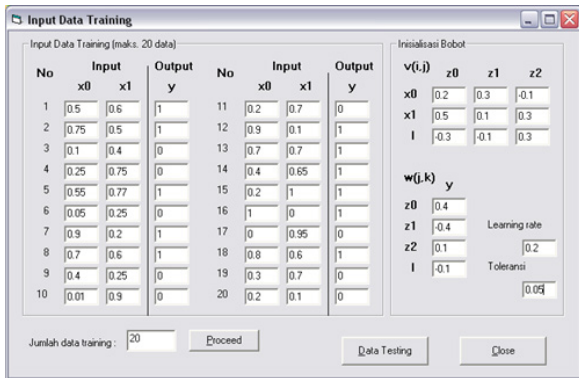 Input Data Training
Input Data Training (maks. 20 data)
No Input Output No Input Output
x0 x1 y x0 x1 y
1 0.5 0.6 1 11 0.2 0.7 0
2 0.75 0.5 1 12 0.9 0.1 1
3 0.1 0.4 0 13 0.7 0.7 1
4 0.25 0.75 1 14 0.4 0.65 1
5 0.55 0.77 1 15 0.2 1 1
6 0.05 0.25 0 16 1 0 1
7 0.9 0.2 1 17 0 0.95 0
8 0.7 0.6 1 18 0.8 0.6 1
9 0.4 0.25 0 19 0.3 0.7 0
10 0.01 0.9 0 20 0.2 0.1 0
Jumlah data training : 20 Proceed
Inisialisasi Bobot
v(i,j) z0 z1 z2
x0 0.2 0.3 -0.1
x1 0.5 0.1 0.3
I -0.3 -0.1 0.3
w(j,k) y
z0 0.4
z1 -0.4
z2 0.1
I -0.1
Learning rate
0.2
Toleransi
0.05
Data Testing Close